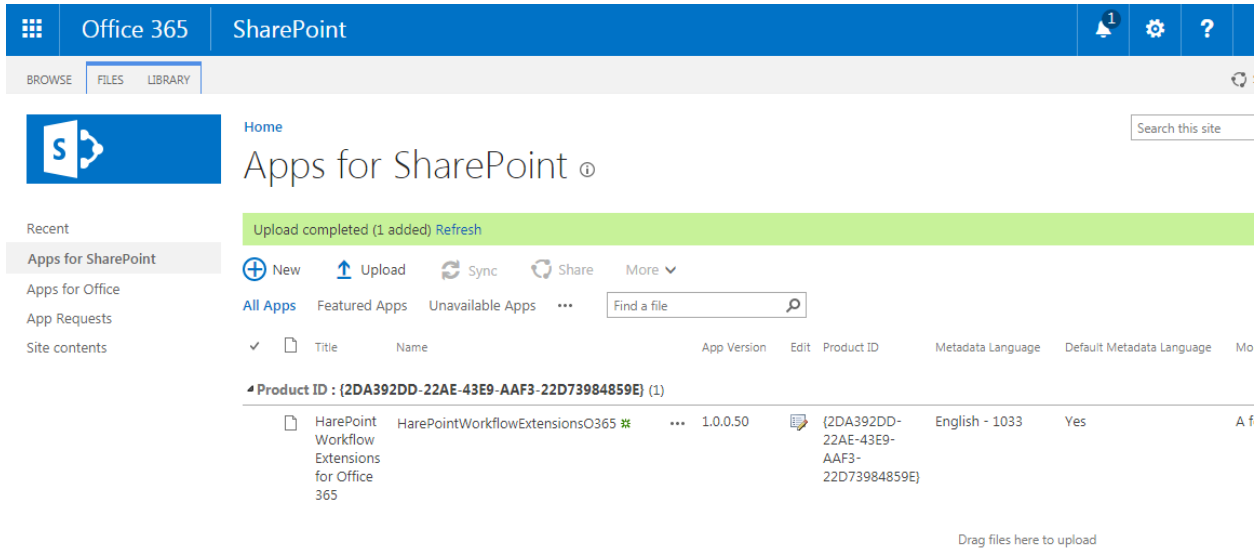 Office 365 SharePoint 1 ?
BROWSE FILES LIBRARY
S
Home
Search this site
Apps for SharePoint
Recent
Apps for SharePoint
Apps for Office
App Requests
Site contents
Upload completed (1 added) Refresh
New Upload Sync Share More
All Apps Featured Apps Unavailable Apps ••• Find a file
Title Name App Version Edit Product ID Metadata Language Default Metadata Language Mo
Product ID : {2DA392DD-22AE-43E9-AAF3-22D73984859E} (1)
HarePoint HarePointWorkflowExtensionsO365 ••• 1.0.0.50 {2DA392DD- English - 1033 Yes A f
Workflow 22AE-43E9-
Extensions AAF3-
for Office 22D73984859E}
365
Drag files here to upload